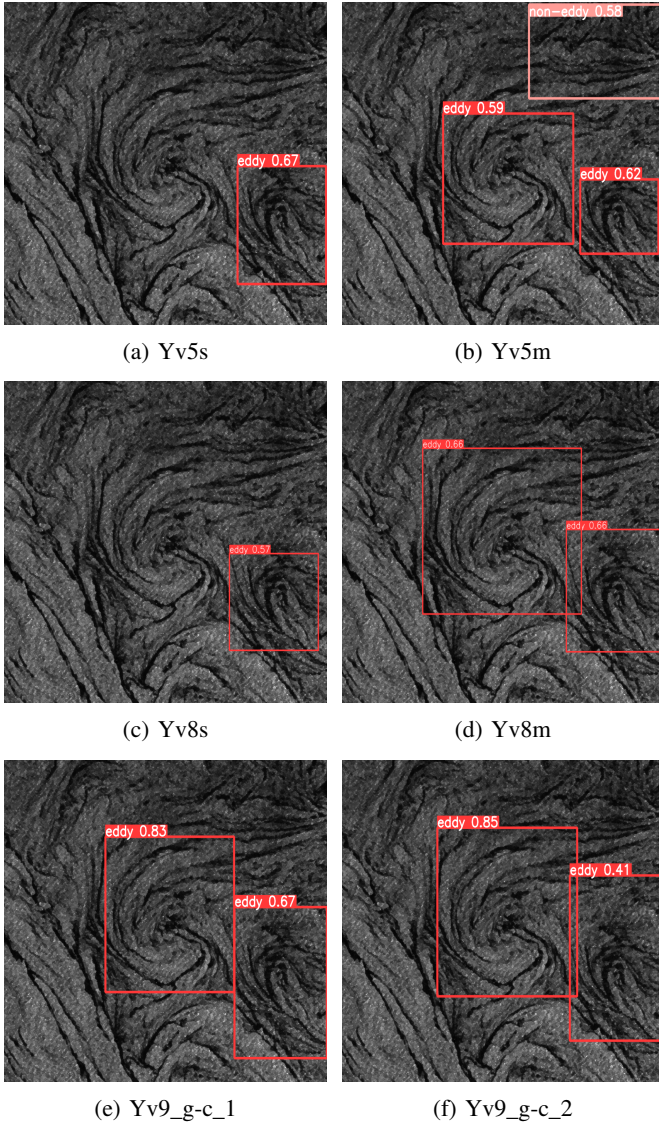 non-eddy 0.58
eddy 0.59
eddy 0.67
eddy 0.62
(a) Yv5s
(b) Yv5m
eddy 0.66
eddy 0.57
eddy 0.66
(c) Yv8s
(d) Yv8m
eddy 0.83
eddy 0.85
eddy 0.67
eddy 0.41
(e) Yv9_g-c_1
(f) Yv9_g-c_2